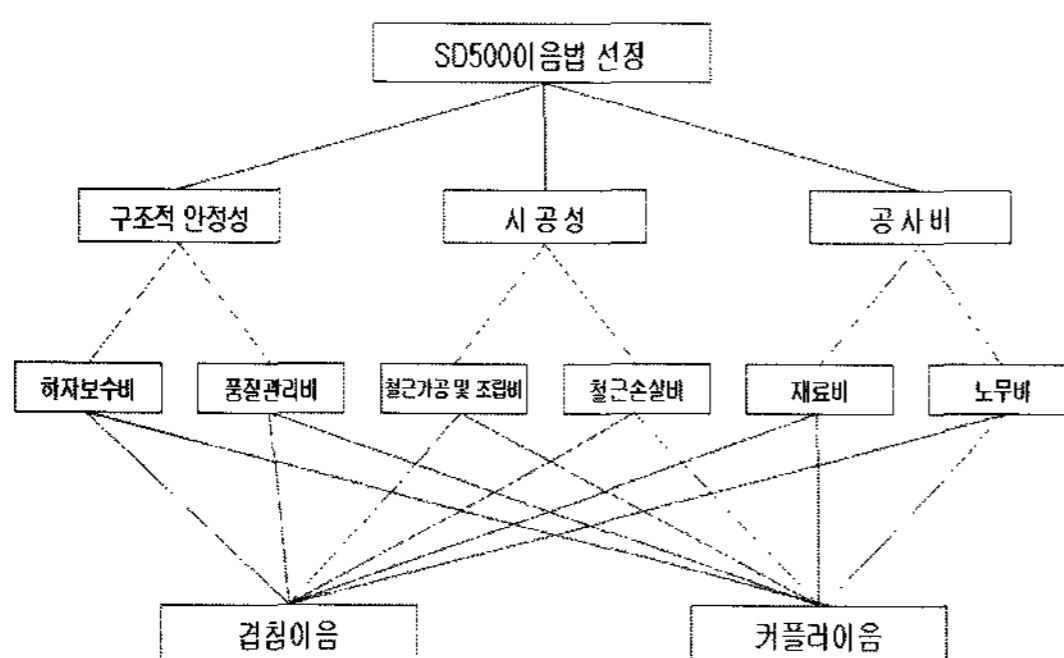 SD500이음법 선정
구조적 안정성
시 공 성
공 사 비
하자보수비
품질관리비
철근가공 및 조립비
철근손실비
재료비
노무비
겹침이음
커플러이음